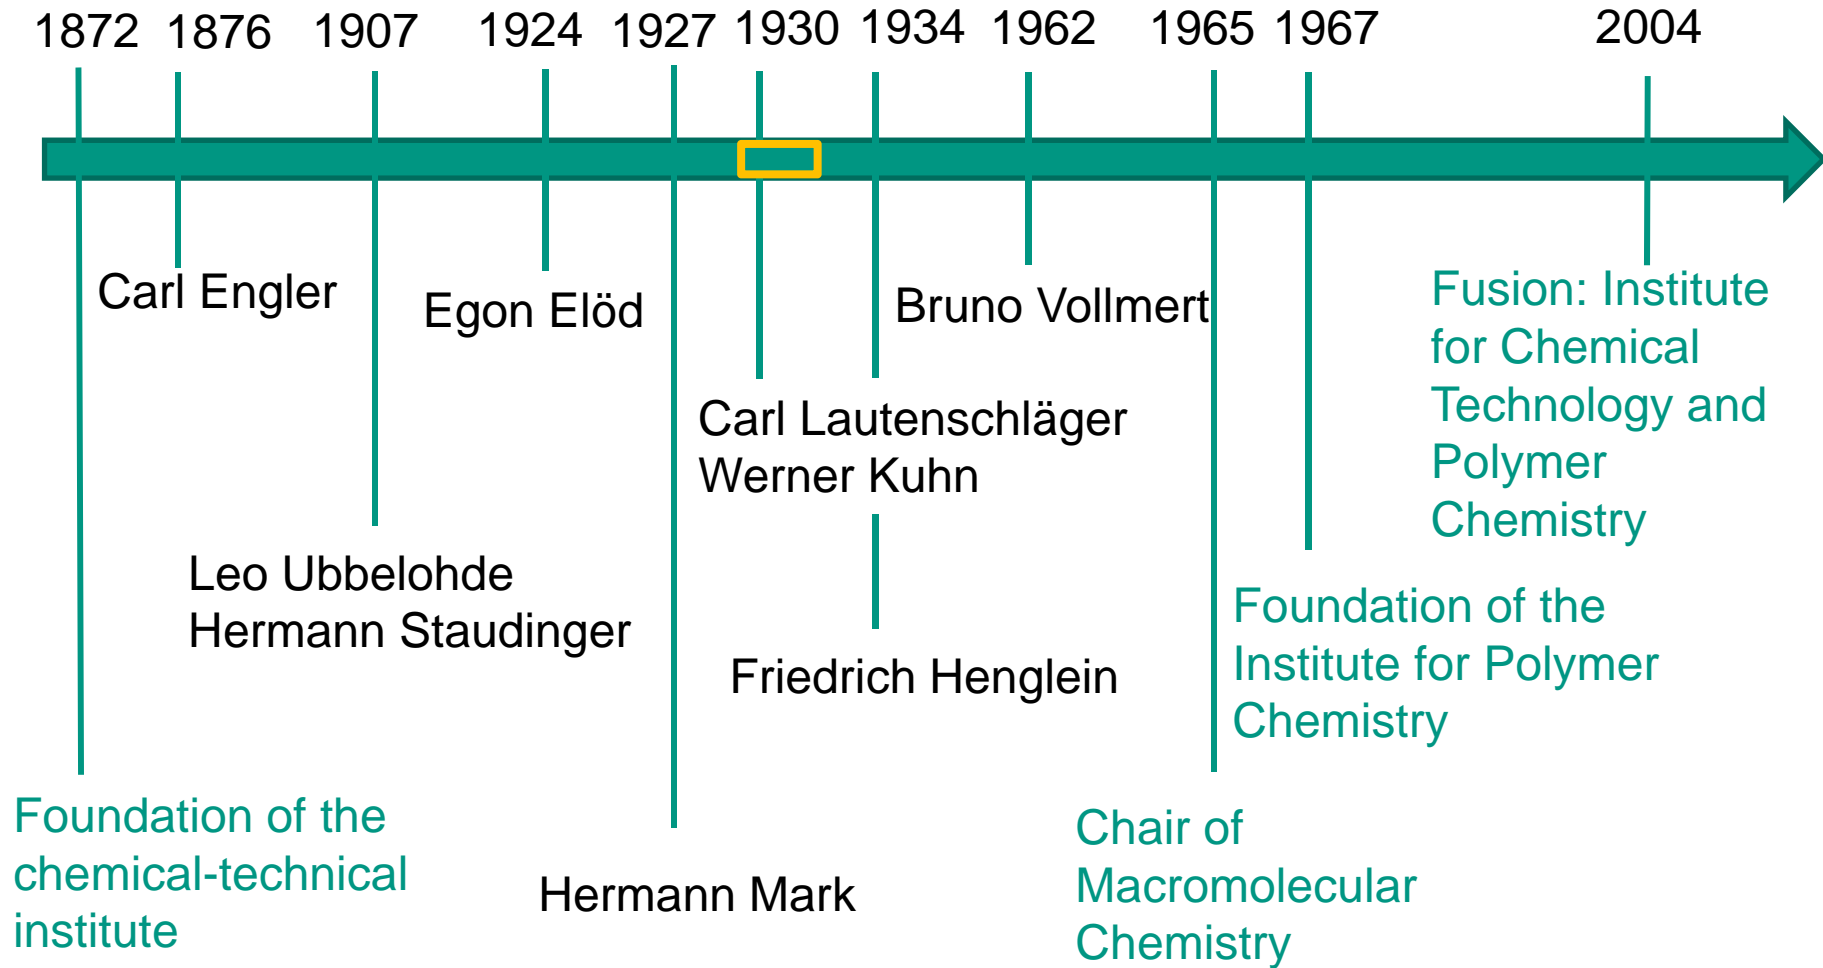 1872 1876 1907 1924 1927 1930 1934 1962 1965 1967 2004
Carl Engler
Egon Elöd
Bruno Vollmert
Fusion: Institute
for Chemical
Technology and
Polymer
Chemistry
Carl Lautenschläger
Werner Kuhn
Leo Ubbelohde
Hermann Staudinger
Friedrich Henglein
Foundation of the
Institute for Polymer
Chemistry
Foundation of the
chemical-technical
institute
Hermann Mark
Chair of
Macromolecular
Chemistry